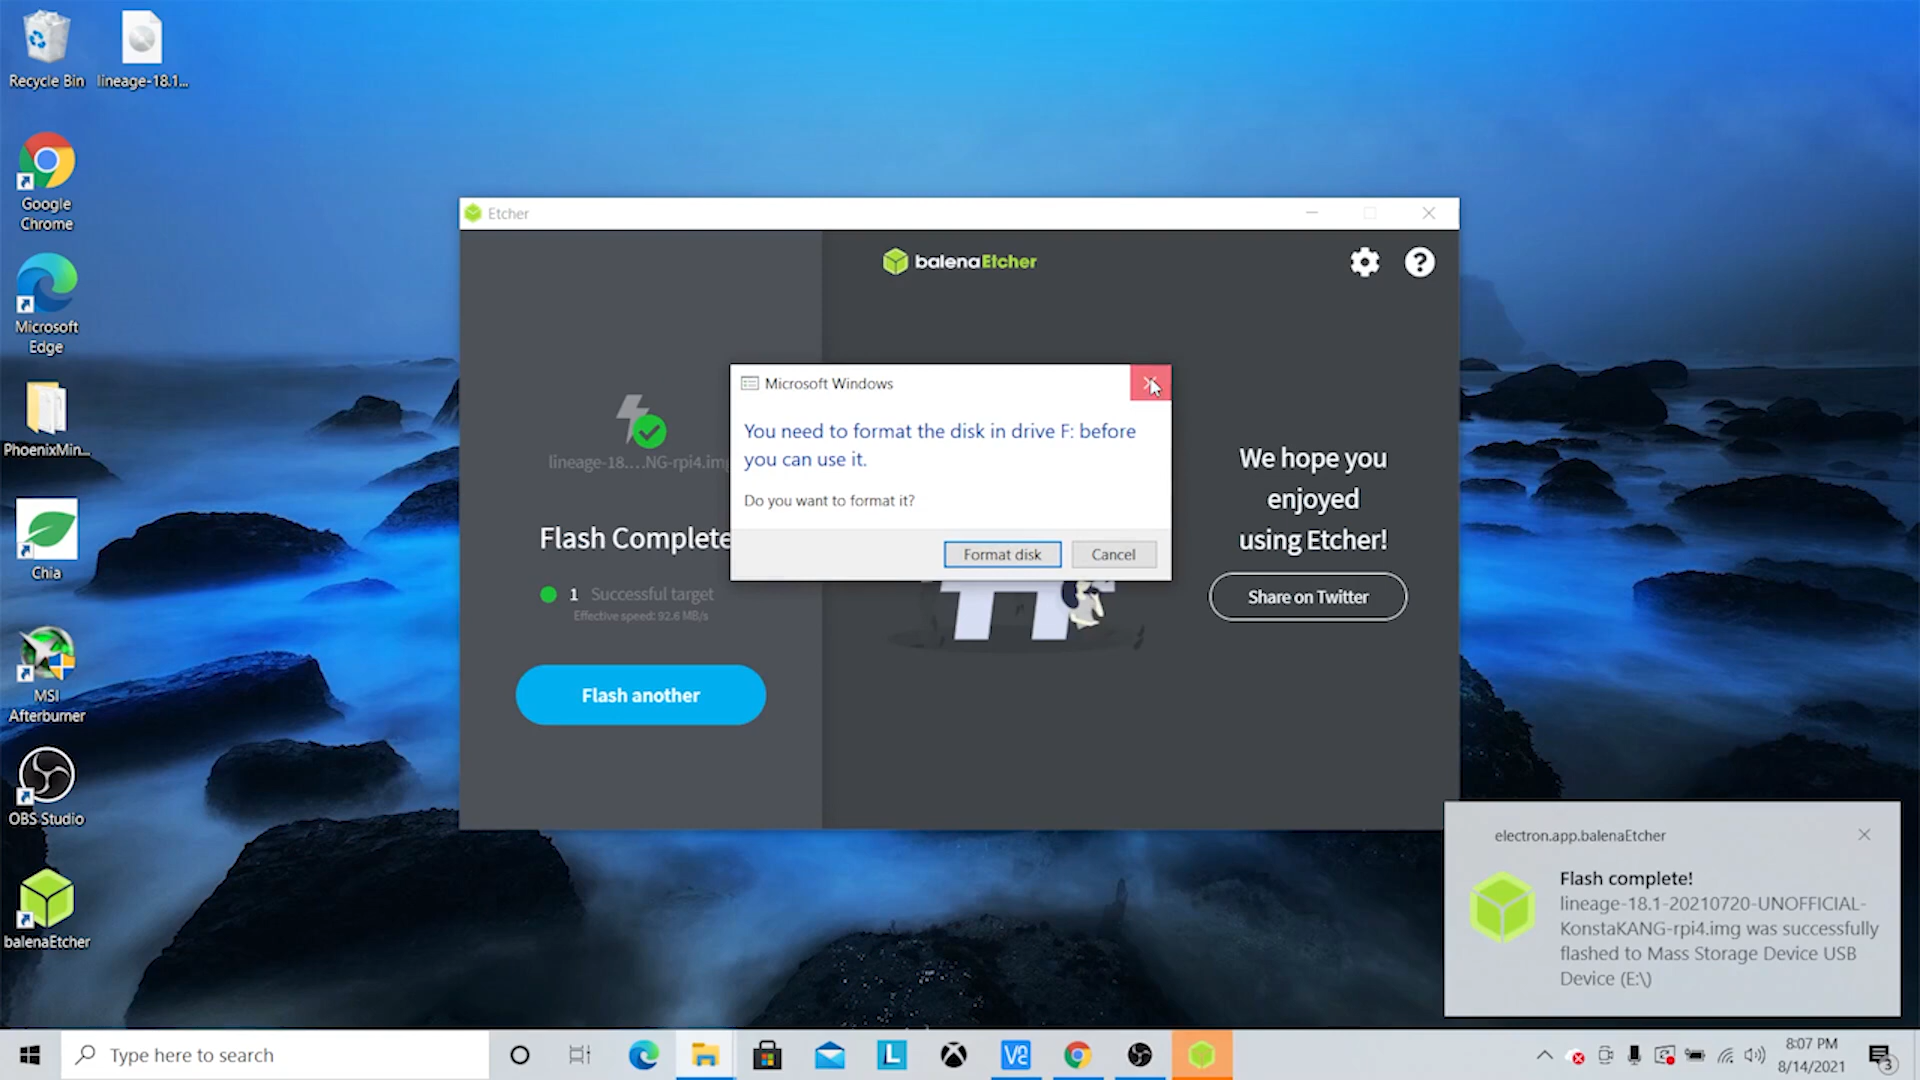 Recycle Bin
lineage-18.1...
Google
Chrome
Microsoft
Edge
PhoenixMin...
Chia
MSI
Afterburner
OBS Studio
balenaEtcher
Etcher
balenaEtcher
lineage-18....NG-rpi4.img
Flash Complete
1 Successful target
Effective speed: 92.6 MB/s
Flash another
Microsoft Windows
You need to format the disk in drive F: before
you can use it.
Do you want to format it?
Format disk
Cancel
We hope you
enjoyed
using Etcher!
Share on Twitter
electron.app.balenaEtcher
Flash complete!
lineage-18.1-20210720-UNOFFICIAL-
KonstaKANG-rpi4.img was successfully
flashed to Mass Storage Device USB
Device (E:\)
Type here to search
L
V2
8:07 PM
8/14/2021
3